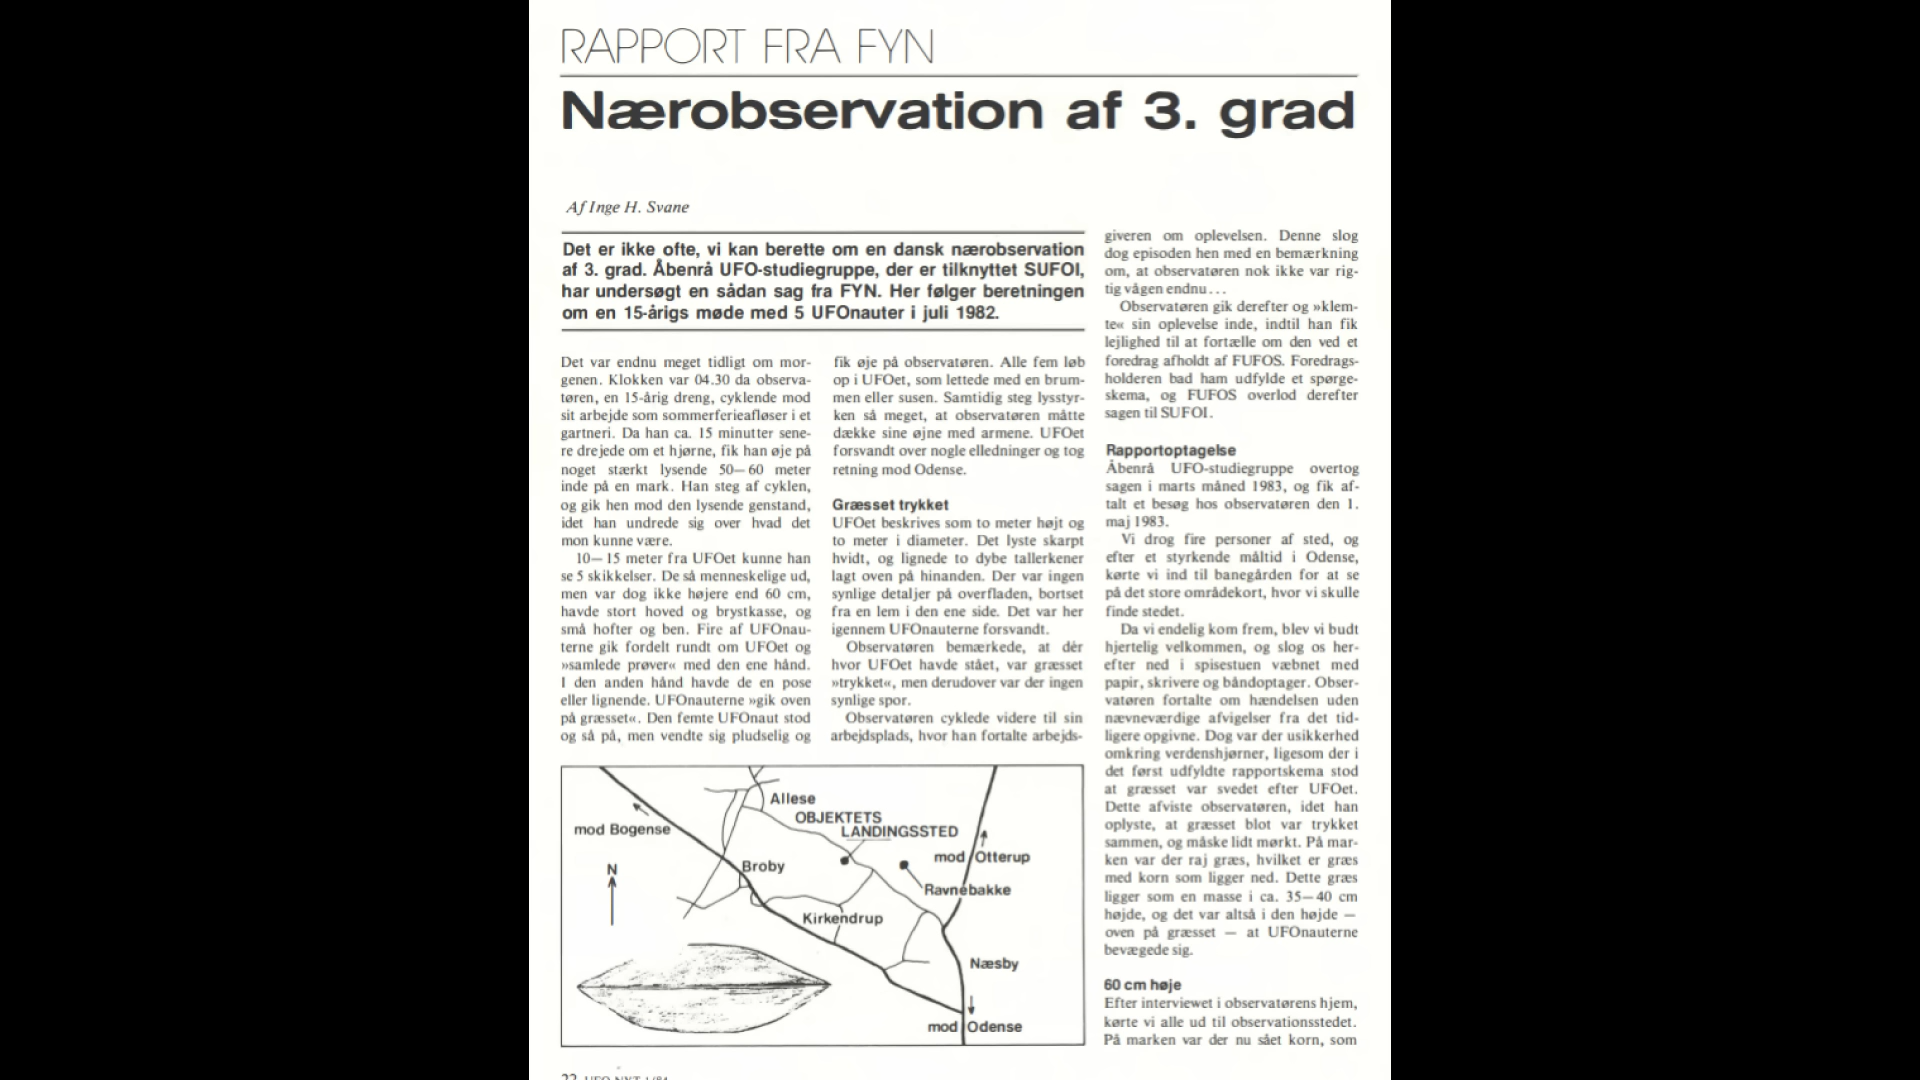 RAPPORT FRA FYN
Nærobservation af 3. grad
Af Inge H. Svane
Det er ikke ofte, vi kan berette om en dansk nærobservation
af 3. grad. Åbenrå UFO-studiegruppe, der er tilknyttet SUFOI,
har undersøgt en sådan sag fra FYN. Her følger beretningen
om en 15-årigs møde med 5 UFOnauter i juli 1982.
Det var endnu meget tidligt om mor-
genen. Klokken var 04.30 da observa-
tøren, en 15-årig dreng, cyklende mod
sit arbejde som sommerferieafløser i et
gartneri. Da han ca. 15 minutter sene-
re drejede om et hjørne, fik han øje på
noget stærkt lysende 50—60 meter
inde på en mark. Han steg af cyklen,
og gik hen mod den lysende genstand,
idet han undrede sig over hvad det
mon kunne være.
10—15 meter fra UFOet kunne han
se 5 skikkelser. De så menneskelige ud,
men var dog ikke højere end 60 cm,
havde stort hoved og brystkasse, og
små hofter og ben. Fire af UFOnau-
terne gik fordelt rundt om UFOet og
»samlede prøver« med den ene hånd.
I den anden hånd havde de en pose
eller lignende. UFOnauterne »gik oven
på græsset«. Den femte UFOnaut stod
og så på, men vendte sig pludselig og
fik øje på observatøren. Alle fem løb
op i UFOet, som lettede med en brum-
men eller susen. Samtidig steg lysstyr-
ken så meget, at observatøren måtte
dække sine øjne med armene. UFOet
forsvandt over nogle elledninger og tog
retning mod Odense.
Græsset trykket
UFOet beskrives som to meter højt og
to meter i diameter. Det lyste skarpt
hvidt, og lignede to dybe tallerkener
lagt oven på hinanden. Der var ingen
synlige detaljer på overfladen, bortset
fra en lem i den ene side. Det var her
igennem UFOnauterne forsvandt.
Observatøren bemærkede, at dér
hvor UFOet havde stået, var græsset
»trykket«, men derudover var der ingen
synlige spor.
Observatøren cyklede videre til sin
arbejdsplads, hvor han fortalte arbejds-
giveren om oplevelsen. Denne slog
dog episoden hen med en bemærkning
om, at observatøren nok ikke var rig-
tig vågen endnu...
Observatøren gik derefter og »klem-
te« sin oplevelse inde, indtil han fik
lejlighed til at fortælle om den ved et
foredrag afholdt af FUFOS. Foredrags-
holderen bad ham udfylde et spørge-
skema, og FUFOS overlod derefter
sagen til SUFOI.
Rapportoptagelse
Åbenrå UFO-studiegruppe overtog
sagen i marts måned 1983, og fik af-
talt et besøg hos observatøren den 1.
maj 1983.
Vi drog fire personer af sted, og
efter et styrkende måltid i Odense,
kørte vi ind til banegården for at se
på det store områdekort, hvor vi skulle
finde stedet.
Da vi endelig kom frem, blev vi budt
hjertelig velkommen, og slog os her-
efter ned i spisestuen væbnet med
papir, skrivere og båndoptager. Obser-
vatøren fortalte om hændelsen uden
nævneværdige afvigelser fra det tid-
ligere opgivne. Dog var der usikkerhed
omkring verdenshjørner, ligesom der i
det først udfyldte rapportskema stod
at græsset var svedet efter UFOet.
Dette afviste observatøren, idet han
oplyste, at græsset blot var trykket
sammen, og måske lidt mørkt. På mar-
ken var der raj græs, hvilket er græs
med korn som ligger ned. Dette græs
ligger som en masse i ca. 35—40 cm
højde, og det var altså i den højde —
oven på græsset — at UFOnauterne
bevægede sig.
60 cm høje
Efter interviewet i observatørens hjem,
kørte vi alle ud til observationsstedet.
På marken var der nu sået korn, som
Allese
OBJEKTETS
LANDINGSSTED
mod Bogense
mod Otterup
Broby
N
Ravnebakke
Kirkendrup
Næsby
mod Odense
22 UFO-NYT 1/84